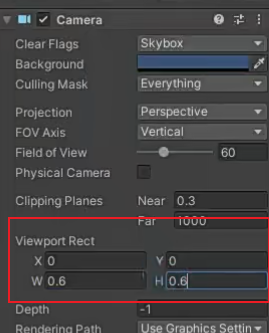 Camera
Clear Flags Skybox
Background
Culling Mask Everything
Projection Perspective
FOV Axis Vertical
Field of View 60
Physical Camera
Clipping Planes Near 0.3
Far 1000
Viewport Rect
X 0 Y 0
W 0.6 H 0.6
Depth -1
Rendering Path Use Graphics Settin